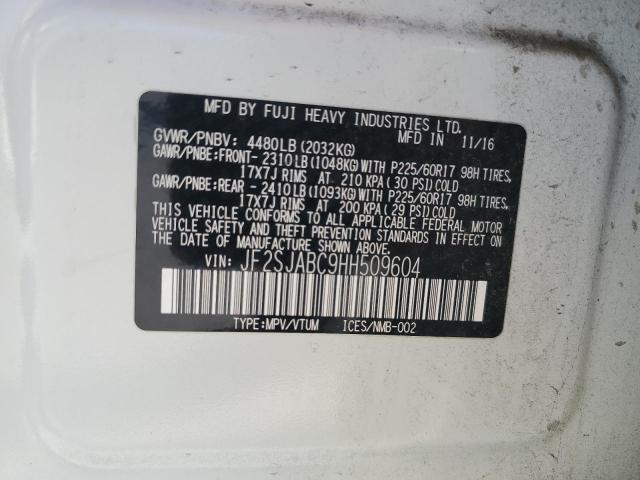 MFD BY FUJI HEAVY INDUSTRIES LTD.
MFD IN 11/16
GVWR/PNBV: 4480LB (2032KG)
GAWR/PNBE:FRONT- 2310LB (1048KG) WITH P225/60R17 98H TIRES,
17X7J RIMS AT 210 KPA (30 PSI) COLD
GAWR/PNBE:REAR - 2410LB (1093KG) WITH P225/60R17 98H TIRES,
17X7J RIMS AT 200 KPA (29 PSI) COLD
THIS VEHICLE CONFORMS TO ALL APPLICABLE FEDERAL MOTOR
VEHICLE SAFETY AND BUMPER STANDARDS IN EFFECT ON THE
DATE OF MANUFACTURE SHOWN ABOVE.
VIN: JF2SJABC9HH509604
TYPE:MPV/VTUM ICES/NMB-002